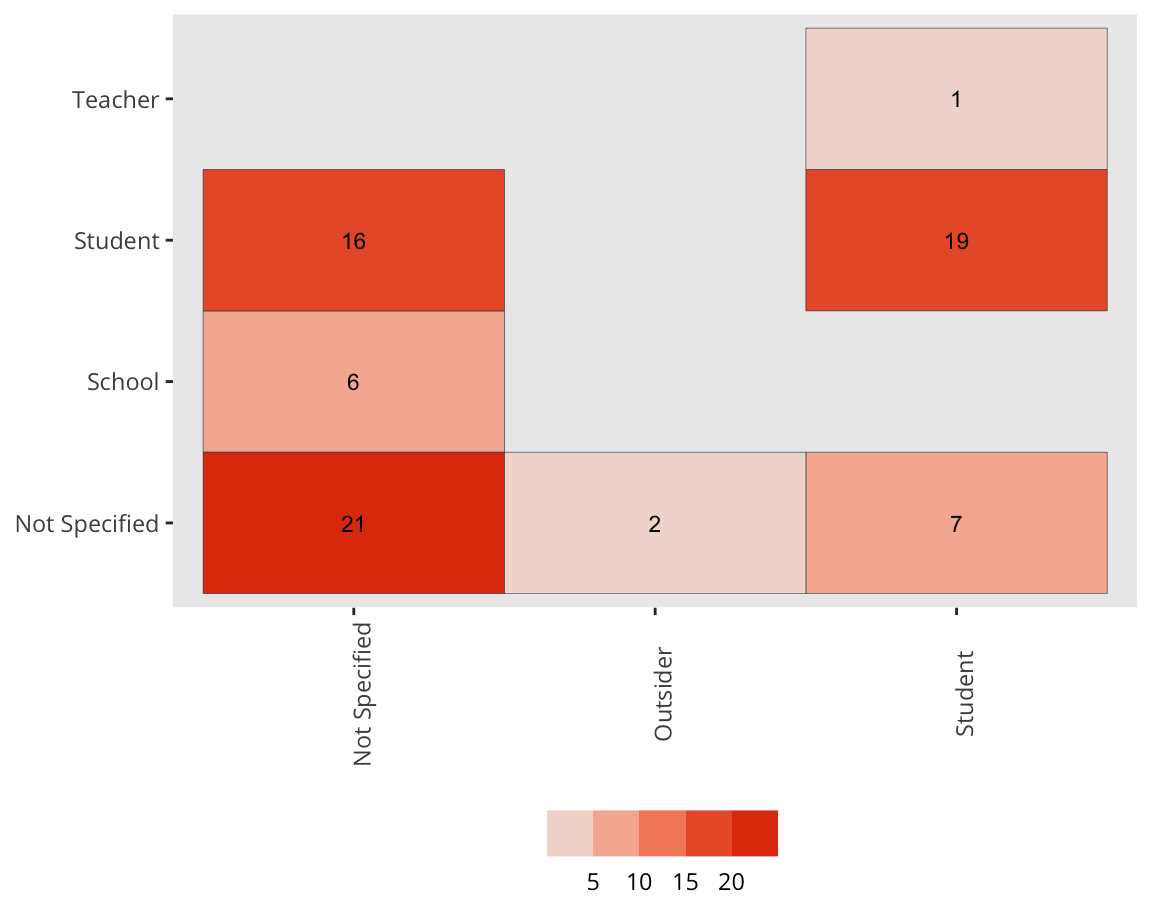 Teacher
1
Student
16
19
School
6
Not Specified
21
2
7
Not Specified
Outsider
Student
5 10 15 20